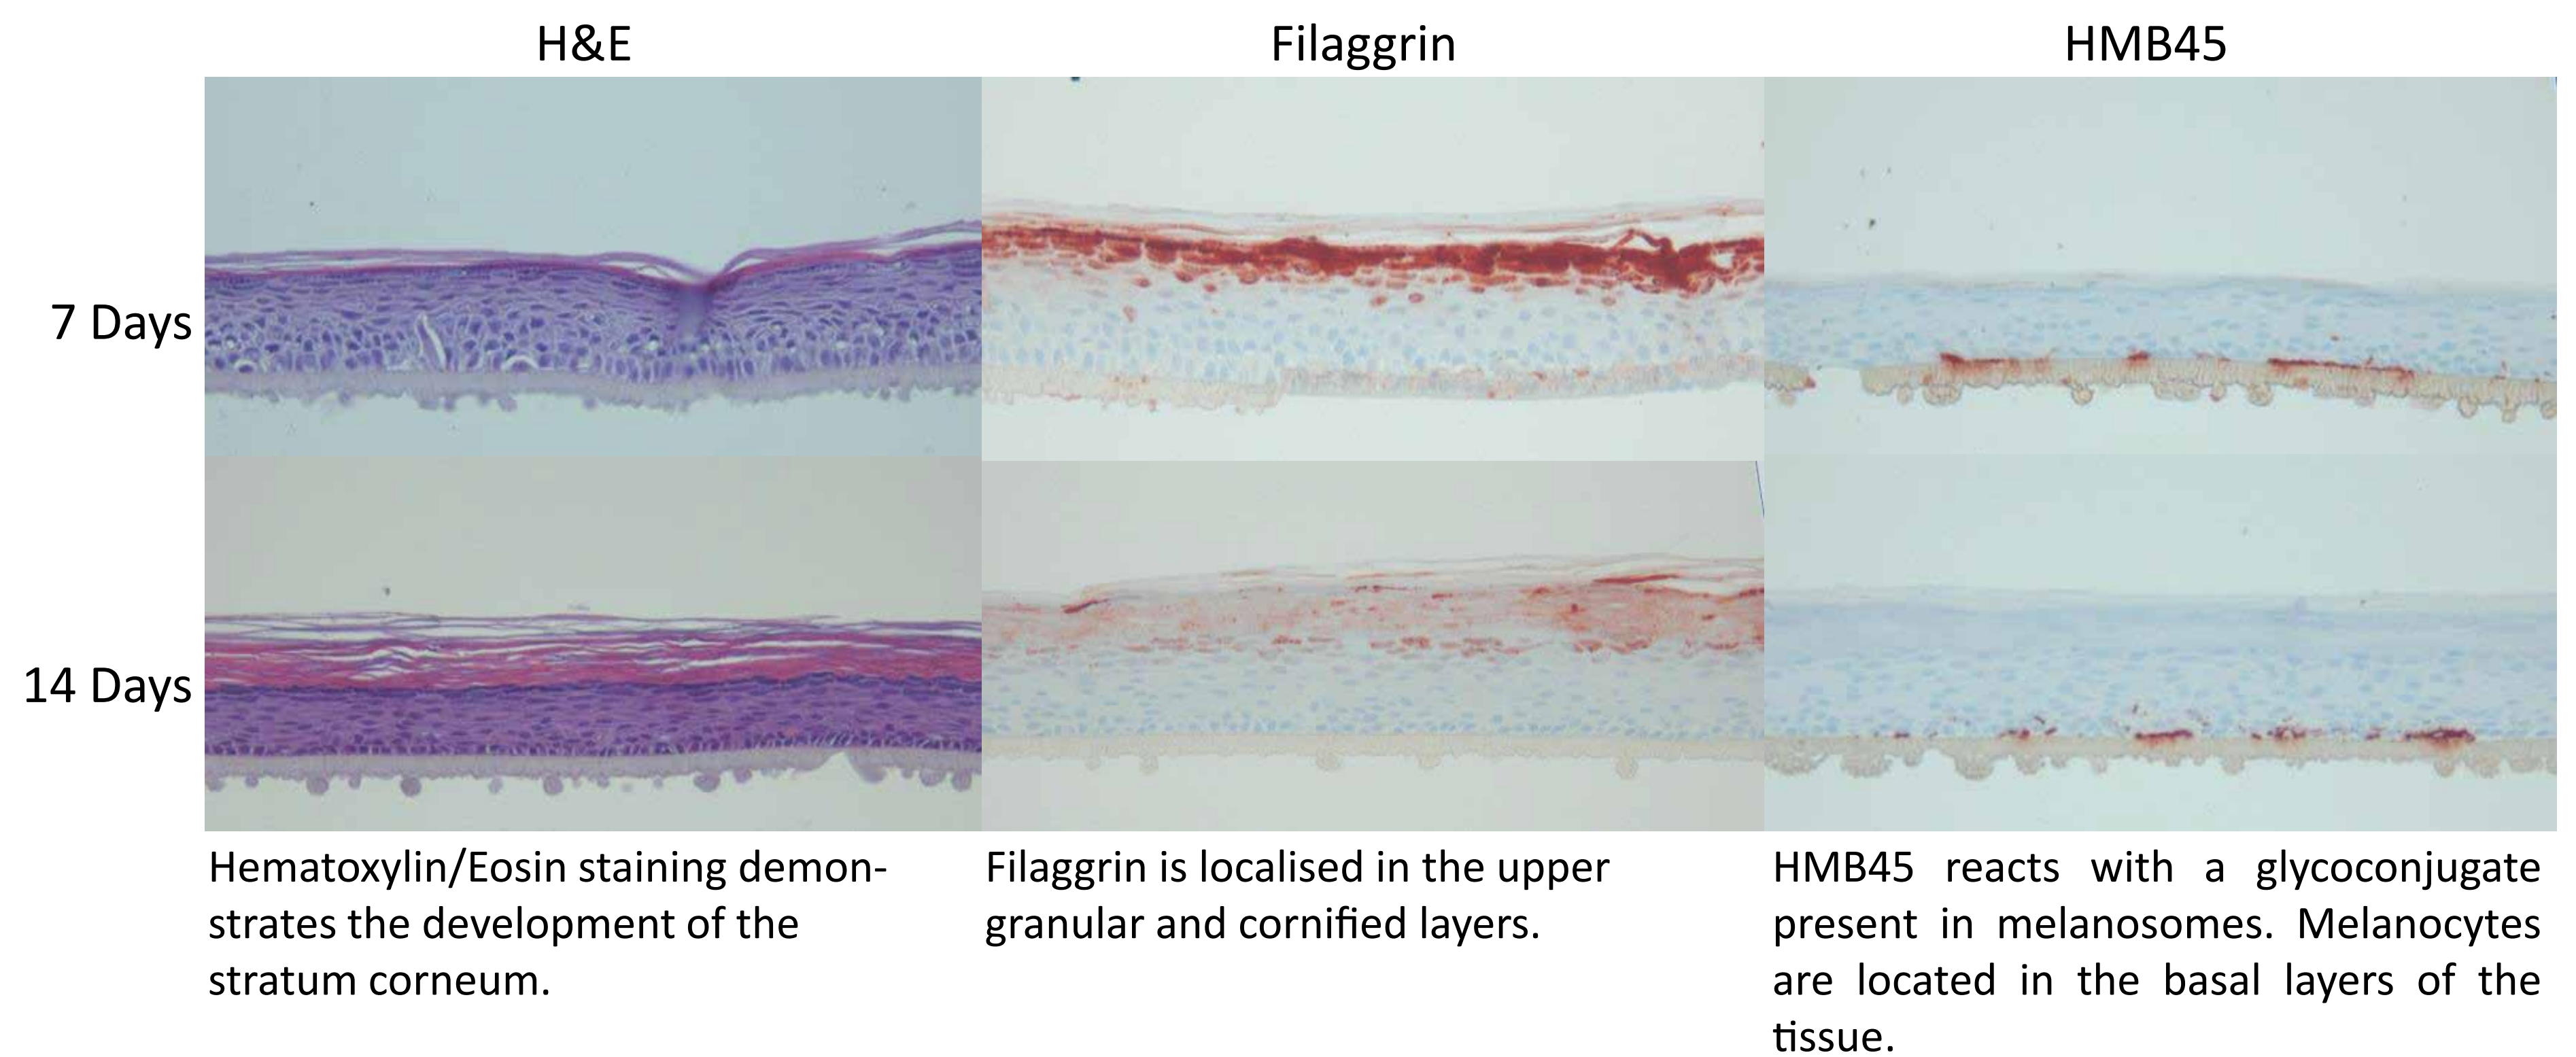 H&E
Filaggrin
HMB45
7 Days
14 Days
Hematoxylin/Eosin staining demon-
strates the development of the
stratum corneum.
Filaggrin is localised in the upper
granular and cornified layers.
HMB45 reacts with a glycoconjugate
present in melanosomes. Melanocytes
are located in the basal layers of the
tissue.